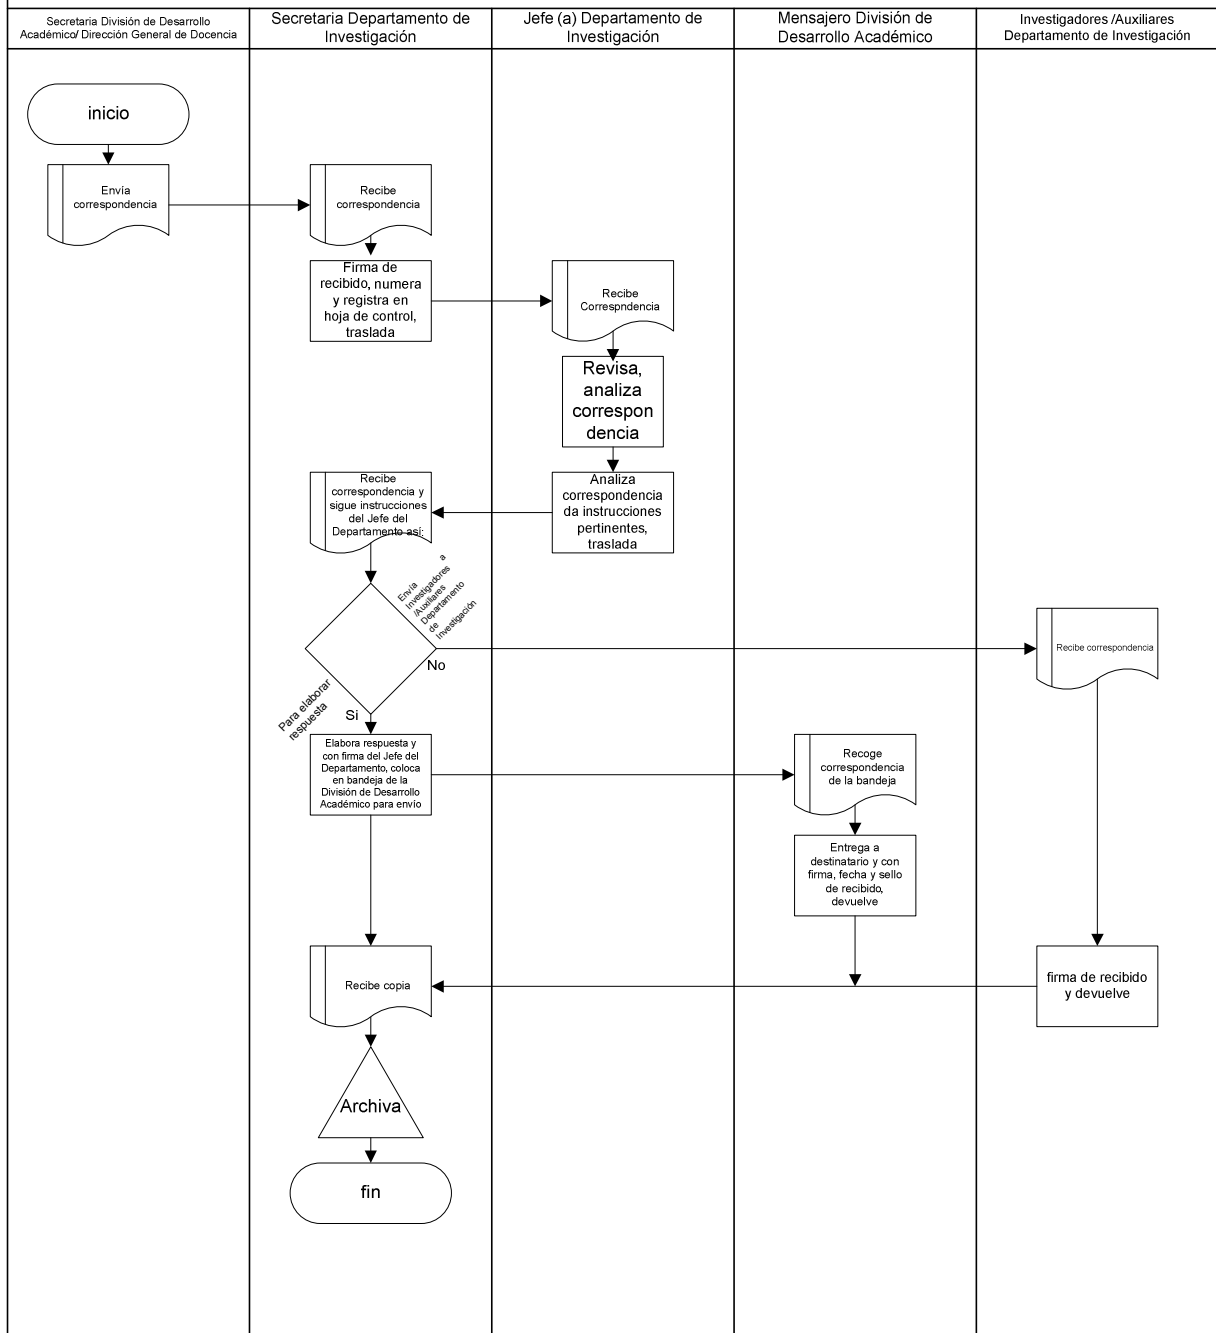 Secretaria División de Desarrollo
Académico/ Dirección General de Docencia
Secretaria Departamento de
Investigación
Jefe (a) Departamento de
Investigación
Mensajero División de
Desarrollo Académico
Investigadores /Auxiliares
Departamento de Investigación
inicio
Envía
correspondencia
Recibe
correspondencia
Firma de
recibido, numera
y registra en
hoja de control,
traslada
Recibe
Correspndencia
Revisa,
analiza
correspon
dencia
Analiza
correspondencia
da instrucciones
pertinentes,
traslada
Recibe
correspondencia y
sigue instrucciones
del Jefe del
Departamento así:
Envía a
Investigadores
/Auxiliares
Departamento
de
Investigación
No
Recibe correspondencia
Para elaborar
respuesta
Si
Elabora respuesta y
con firma del Jefe del
Departamento, coloca
en bandeja de la
División de Desarrollo
Académico para envío
Recoge
correspondencia
de la bandeja
Entrega a
destinatario y con
firma, fecha y sello
de recibido,
devuelve
firma de recibido
y devuelve
Recibe copia
Archiva
fin